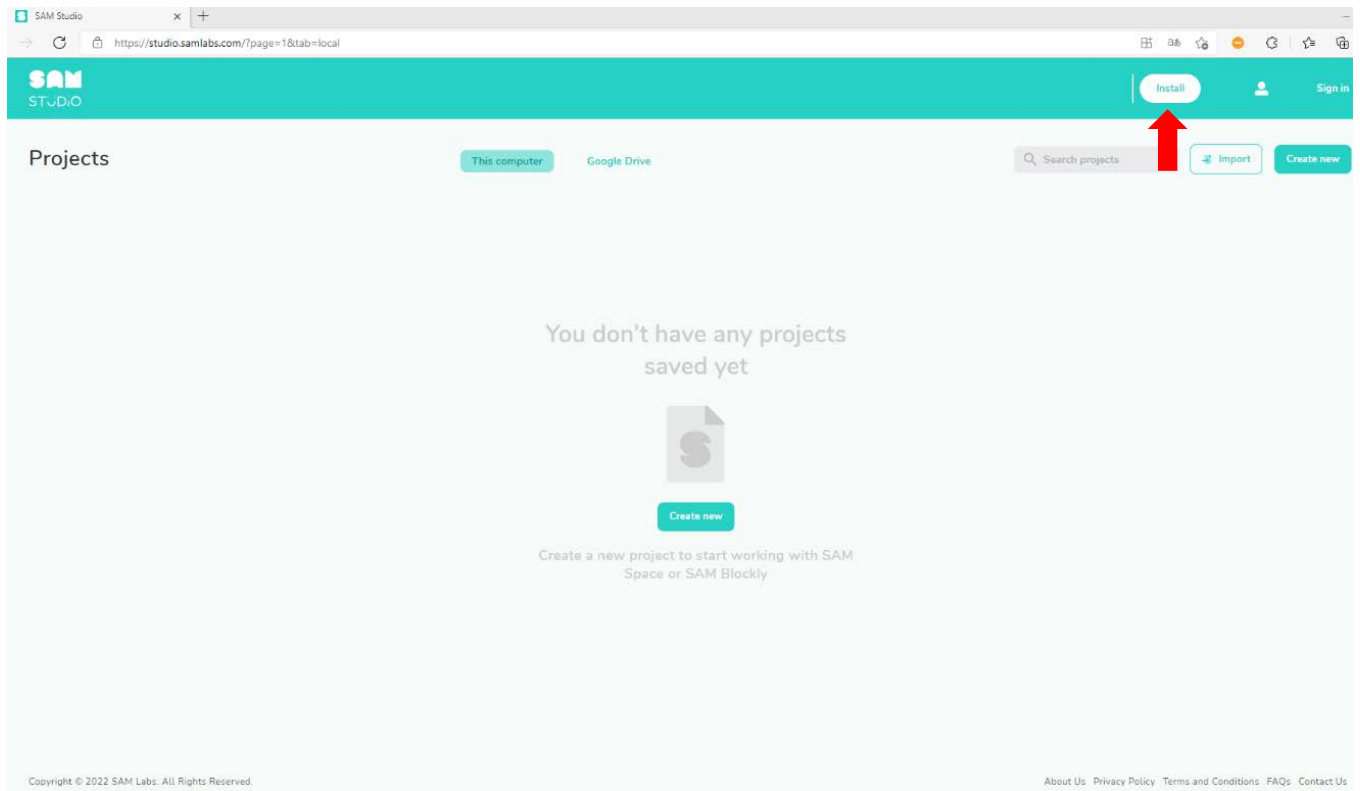 SAM Studio
https://studio.samlabs.com/?page=1&tab=local
SAM
STUDIO
Install
Sign in
Projects
This computer
Google Drive
Search projects
Import
Create new
You don't have any projects
saved yet
S
Create new
Create a new project to start working with SAM
Space or SAM Blockly
Copyright © 2022 SAM Labs. All Rights Reserved.
About Us Privacy Policy Terms and Conditions FAQs Contact Us